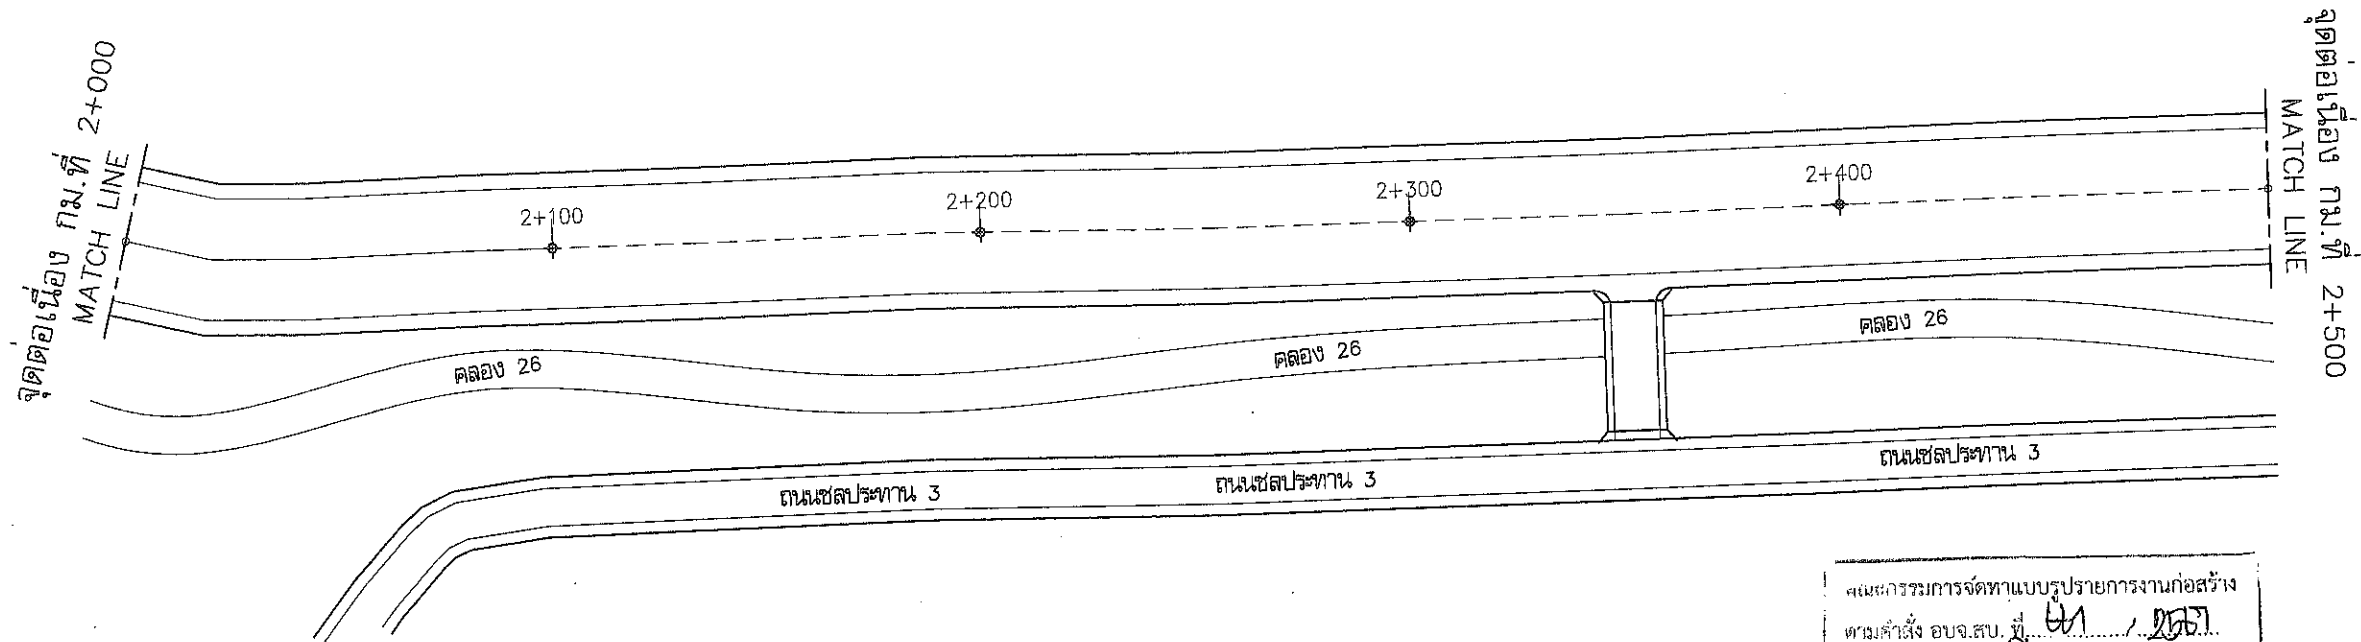 จุดต่อเนื่อง กม.ที่ 2+000
MATCH LINE
2+100
2+200
2+300
2+400
จุดต่อเนื่อง กม.ที่ 2+500
MATCH LINE
คลอง 26
คลอง 26
คลอง 26
ถนนชลประทาน 3
ถนนชลประทาน 3
ถนนชลประทาน 3
คณะกรรมการจัดทำแบบรูปรายการงานก่อสร้าง
ตามคำสั่ง อบจ.สบ. ที่